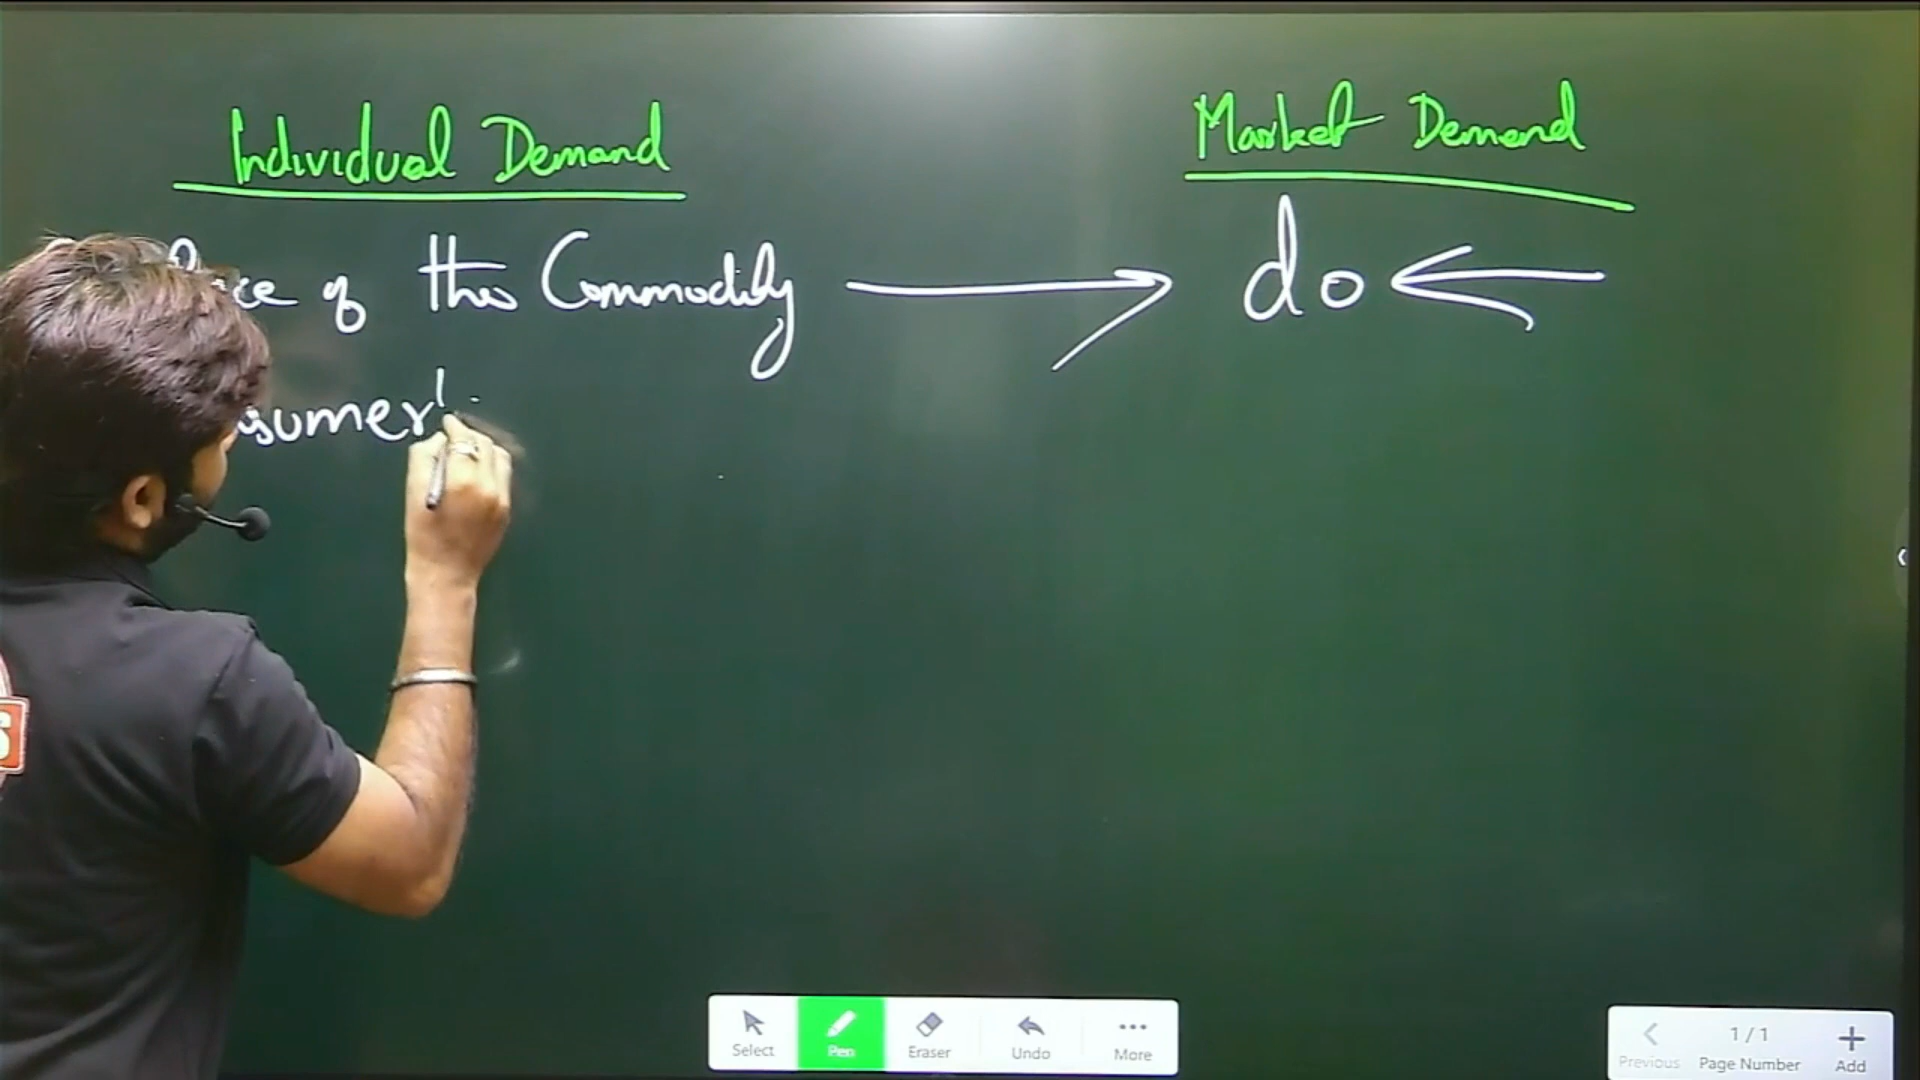 Individual Demand
Market Demand
of the Commodity
do
Select
Pen
Eraser
Undo
More
Previous
1 / 1
Page Number
Add